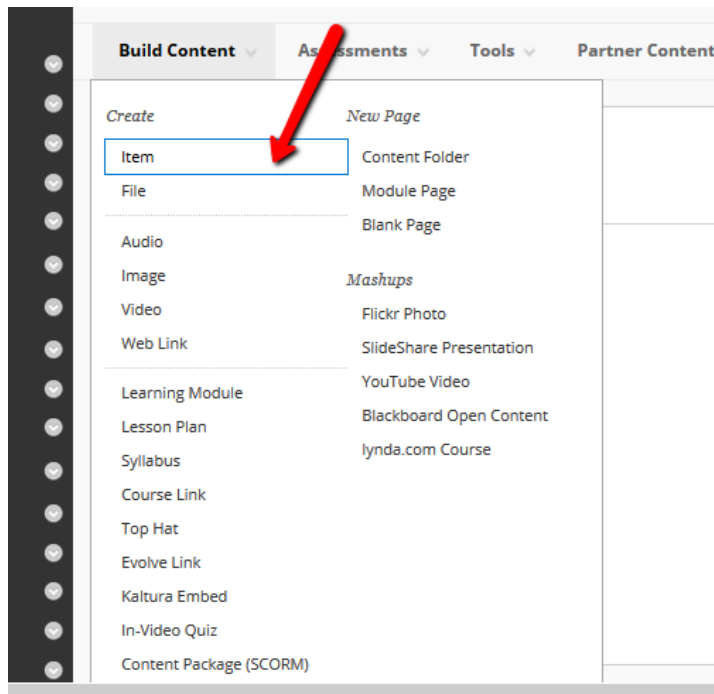 Build Content
Assessments
Tools
Partner Content
Create
Item
File
Audio
Image
Video
Web Link
Learning Module
Lesson Plan
Syllabus
Course Link
Top Hat
Evolve Link
Kaltura Embed
In-Video Quiz
Content Package (SCORM)
New Page
Content Folder
Module Page
Blank Page
Mashups
Flickr Photo
SlideShare Presentation
YouTube Video
Blackboard Open Content
lynda.com Course